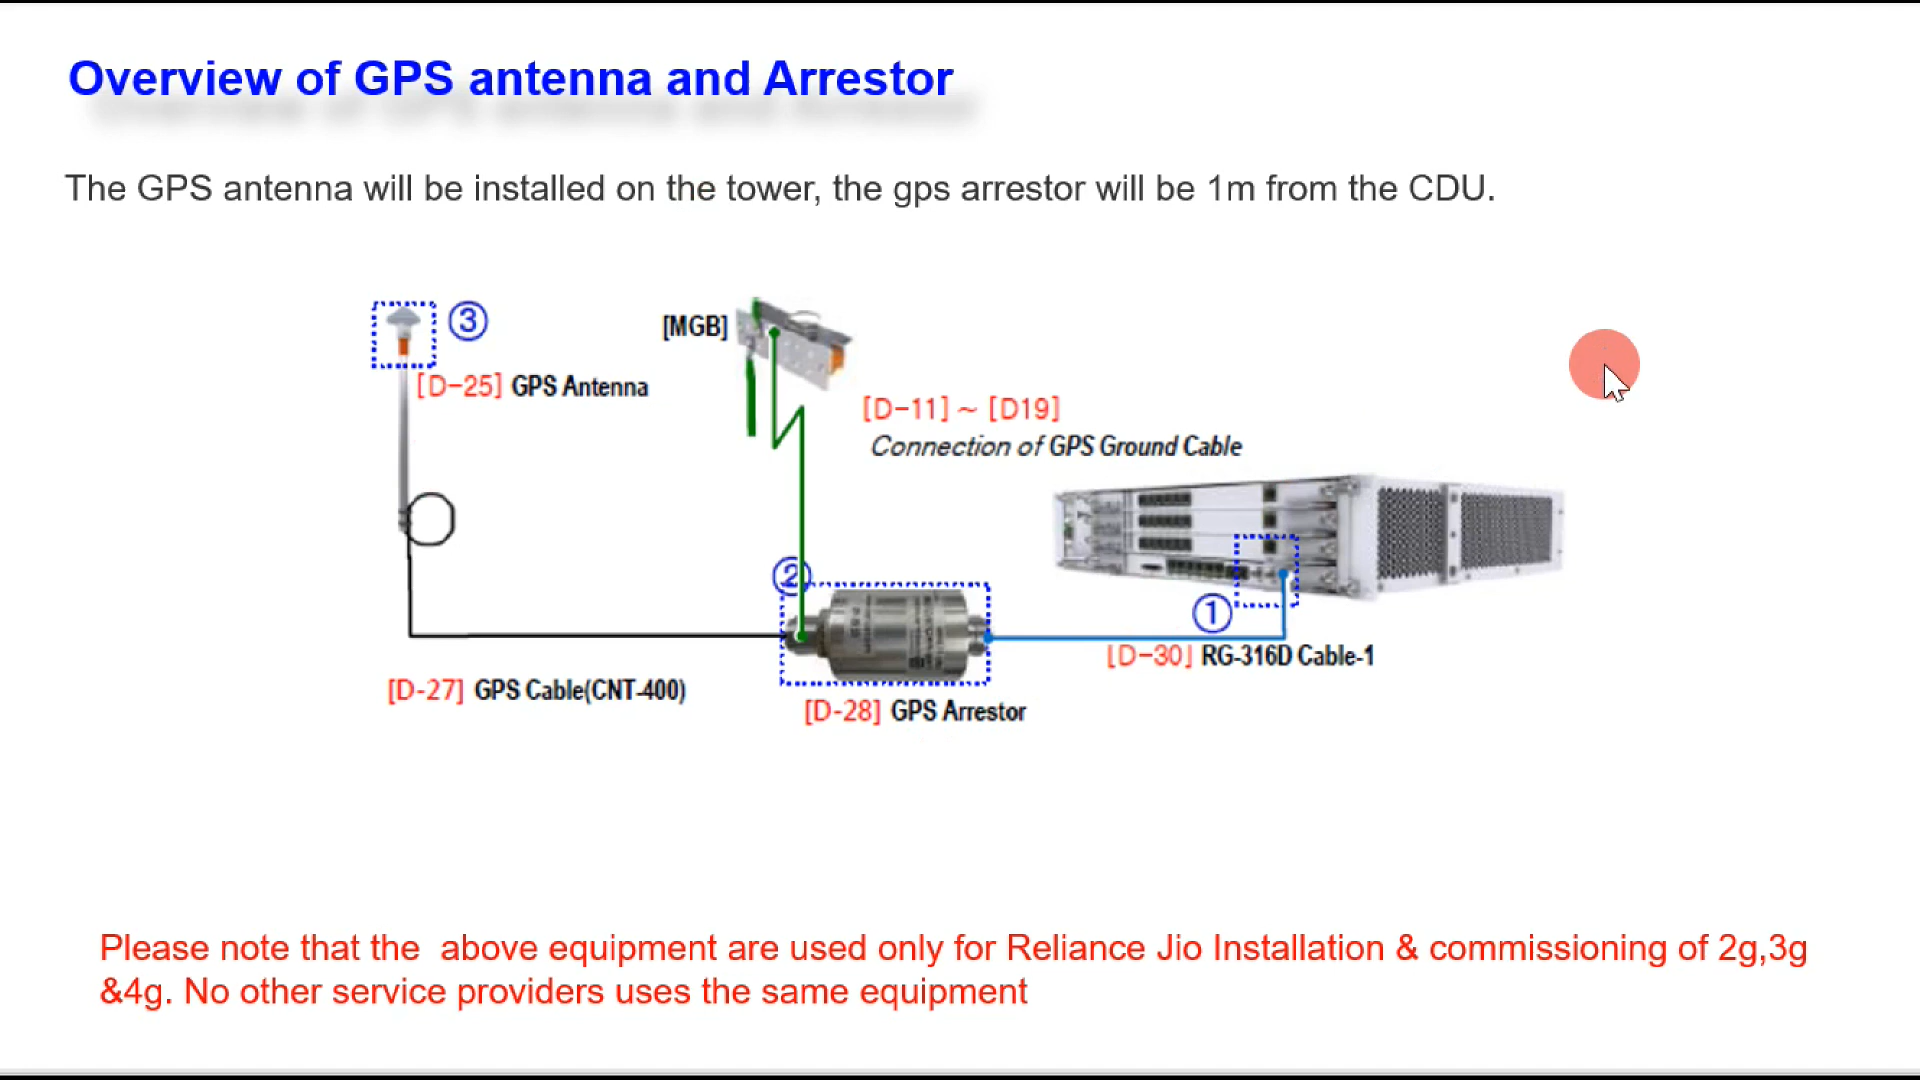 Overview of GPS antenna and Arrestor
The GPS antenna will be installed on the tower, the gps arrestor will be 1m from the CDU.
③
[MGB]
[D-25] GPS Antenna
[D-11] ~ [D19]
Connection of GPS Ground Cable
②
①
[D-30] RG-316D Cable-1
[D-27] GPS Cable(CNT-400)
[D-28] GPS Arrestor
Please note that the above equipment are used only for Reliance Jio Installation & commissioning of 2g,3g
&4g. No other service providers uses the same equipment